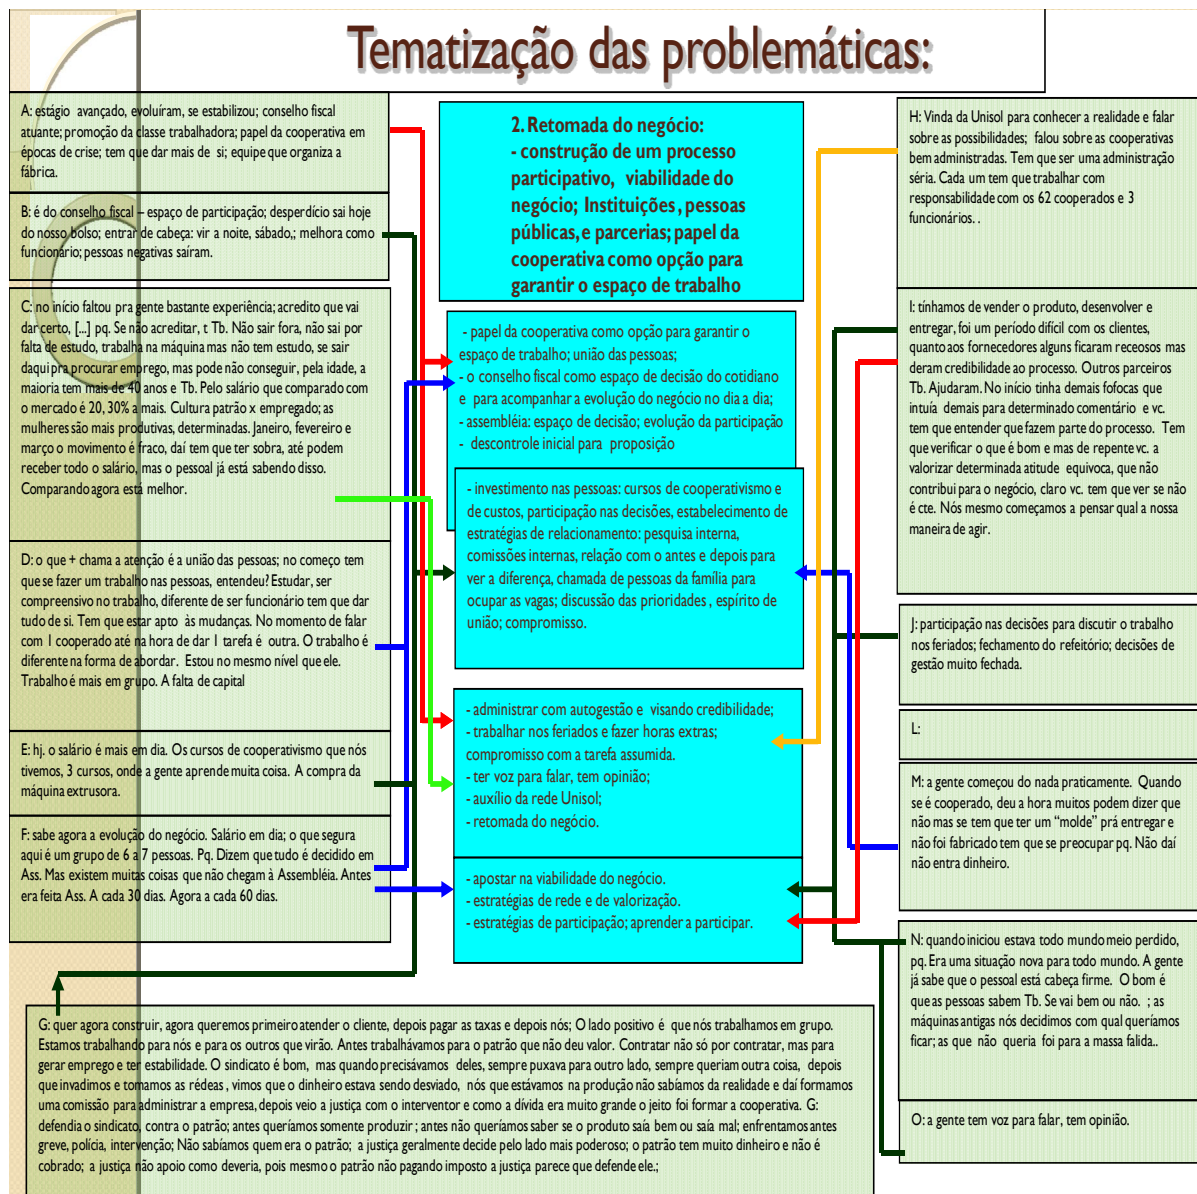 Tematização das problemáticas:
A: estágio avançado, evoluíram, se estabilizou; conselho fiscal
atuante; promoção da classe trabalhadora; papel da cooperativa em
épocas de crise; tem que dar mais de si; equipe que organiza a
fábrica.
B: é do conselho fiscal – espaço de participação; desperdício sai hoje
do nosso bolso; entrar de cabeça: vir a noite, sábado,; melhora como
funcionário; pessoas negativas saíram.
C: no início faltou pra gente bastante experiência; acredito que vai
dar certo, [...] pq. Se não acreditar, t Tb. Não sair fora, não sai por
falta de estudo, trabalha na máquina mas não tem estudo, se sair
daqui pra procurar emprego, mas pode não conseguir, pela idade, a
maioria tem mais de 40 anos e Tb. Pelo salário que comparado com
o mercado é 20, 30% a mais. Cultura patrão x empregado; as
mulheres são mais produtivas, determinadas. Janeiro, fevereiro e
março o movimento é fraco, daí tem que ter sobra, até podem
receber todo o salário, mas o pessoal já está sabendo disso.
Comparando agora está melhor.
D: o que + chama a atenção é a união das pessoas; no começo tem
que se fazer um trabalho nas pessoas, entendeu? Estudar, ser
compreensivo no trabalho, diferente de ser funcionário tem que dar
tudo de si. Tem que estar apto às mudanças. No momento de falar
com 1 cooperado até na hora de dar 1 tarefa é outra. O trabalho é
diferente na forma de abordar. Estou no mesmo nível que ele.
Trabalho é mais em grupo. A falta de capital
E: hj. o salário é mais em dia. Os cursos de cooperativismo que nós
tivemos, 3 cursos, onde a gente aprende muita coisa. A compra da
máquina extrusora.
F: sabe agora a evolução do negócio. Salário em dia; o que segura
aqui é um grupo de 6 a 7 pessoas. Pq. Dizem que tudo é decidido em
Ass. Mas existem muitas coisas que não chegam à Assembléia. Antes
era feita Ass. A cada 30 dias. Agora a cada 60 dias.
2. Retomada do negócio:
- construção de um processo
participativo, viabilidade do
negócio; Instituições, pessoas
públicas, e parcerias; papel da
cooperativa como opção para
garantir o espaço de trabalho
- papel da cooperativa como opção para garantir o
espaço de trabalho; união das pessoas;
- o conselho fiscal como espaço de decisão do cotidiano
e para acompanhar a evolução do negócio no dia a dia;
- assembléia: espaço de decisão; evolução da participação
- descontrole inicial para proposição
- investimento nas pessoas: cursos de cooperativismo e
de custos, participação nas decisões, estabelecimento de
estratégias de relacionamento: pesquisa interna,
comissões internas, relação com o antes e depois para
ver a diferença, chamada de pessoas da família para
ocupar as vagas; discussão das prioridades , espírito de
união; compromisso.
- administrar com autogestão e visando credibilidade;
- trabalhar nos feriados e fazer horas extras;
compromisso com a tarefa assumida.
- ter voz para falar, tem opinião;
- auxílio da rede Unisol;
- retomada do negócio.
- apostar na viabilidade do negócio.
- estratégias de rede e de valorização.
- estratégias de participação; aprender a participar.
H: Vinda da Unisol para conhecer a realidade e falar
sobre as possibilidades; falou sobre as cooperativas
bem administradas. Tem que ser uma administração
séria. Cada um tem que trabalhar com
responsabilidade com os 62 cooperados e 3
funcionários. .
I: tínhamos de vender o produto, desenvolver e
entregar, foi um período difícil com os clientes,
quanto aos fornecedores alguns ficaram receosos mas
deram credibilidade ao processo. Outros parceiros
Tb. Ajudaram. No início tinha demais fofocas que
intuía demais para determinado comentário e vc.
tem que entender que fazem parte do processo. Tem
que verificar o que é bom e mas de repente vc. a
valorizar determinada atitude equivoca, que não
contribui para o negócio, claro vc. tem que ver se não
é cte. Nós mesmo começamos a pensar qual a nossa
maneira de agir.
J: participação nas decisões para discutir o trabalho
nos feriados; fechamento do refeitório; decisões de
gestão muito fechada.
L:
M: a gente começou do nada praticamente. Quando
se é cooperado, deu a hora muitos podem dizer que
não mas se tem que ter um “molde” prá entregar e
não foi fabricado tem que se preocupar pq. Não daí
não entra dinheiro.
N: quando iniciou estava todo mundo meio perdido,
pq. Era uma situação nova para todo mundo. A gente
já sabe que o pessoal está cabeça firme. O bom é
que as pessoas sabem Tb. Se vai bem ou não. ; as
máquinas antigas nós decidimos com qual queríamos
ficar; as que não queria foi para a massa falida..
O: a gente tem voz para falar, tem opinião.
G: quer agora construir, agora queremos primeiro atender o cliente, depois pagar as taxas e depois nós; O lado positivo é que nós trabalhamos em grupo.
Estamos trabalhando para nós e para os outros que virão. Antes trabalhávamos para o patrão que não deu valor. Contratar não só por contratar, mas para
gerar emprego e ter estabilidade. O sindicato é bom, mas quando precisávamos deles, sempre puxava para outro lado, sempre queriam outra coisa, depois
que invadimos e tomamos as rédeas , vimos que o dinheiro estava sendo desviado, nós que estávamos na produção não sabíamos da realidade e daí formamos
uma comissão para administrar a empresa, depois veio a justiça com o interventor e como a dívida era muito grande o jeito foi formar a cooperativa. G:
defendia o sindicato, contra o patrão; antes queríamos somente produzir; antes não queríamos saber se o produto saía bem ou saía mal; enfrentamos antes
greve, polícia, intervenção; Não sabíamos quem era o patrão; a justiça geralmente decide pelo lado mais poderoso; o patrão tem muito dinheiro e não é
cobrado; a justiça não apoio como deveria, pois mesmo o patrão não pagando imposto a justiça parece que defende ele.;